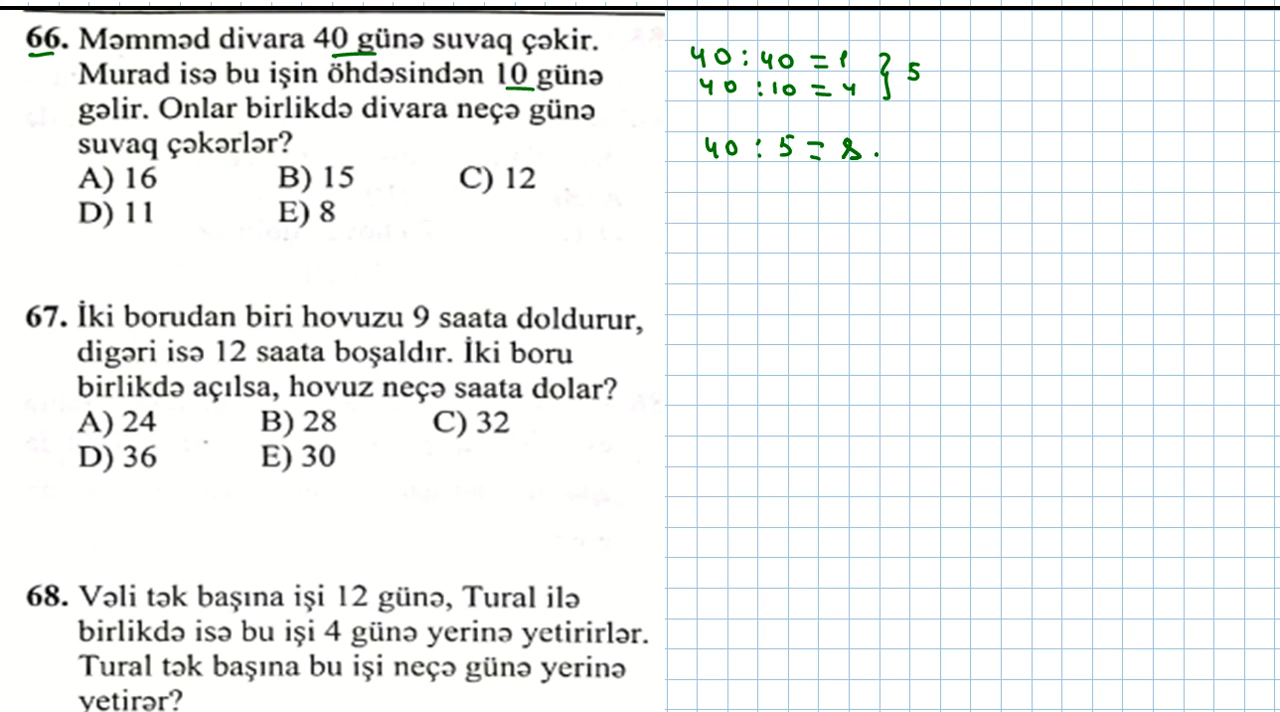 66. Məmməd divara 40 günə suvaq çəkir.
Murad isə bu işin öhdəsindən 10 günə
gəlir. Onlar birlikdə divara neçə günə
suvaq çəkərlər?
A) 16 B) 15 C) 12
D) 11 E) 8
40 : 40 = 1
40 : 10 = 4 } 5
40 : 5 = 8.
67. İki borudan biri hovuzu 9 saata doldurur,
digəri isə 12 saata boşaldır. İki boru
birlikdə açılsa, hovuz neçə saata dolar?
A) 24 B) 28 C) 32
D) 36 E) 30
68. Vəli tək başına işi 12 günə, Tural ilə
birlikdə isə bu işi 4 günə yerinə yetirirlər.
Tural tək başına bu işi neçə günə yerinə
yetirər?